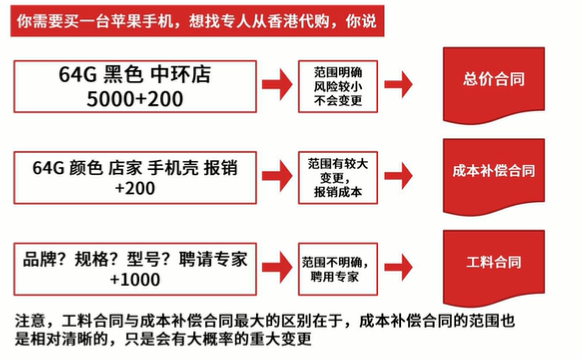 你需要买一台苹果手机，想找专人从香港代购，你说
64G 黑色 中环店
5000+200
范围明确
风险较小
不会变更
总价合同
64G 颜色 店家 手机壳 报销
+200
范围有较大
变更，
报销成本
成本补偿合同
品牌？规格？型号？聘请专家
+1000
范围不明确，
聘用专家
工料合同
注意，工料合同与成本补偿合同最大的区别在于，成本补偿合同的范围也
是相对清晰的，只是会有大概率的重大变更